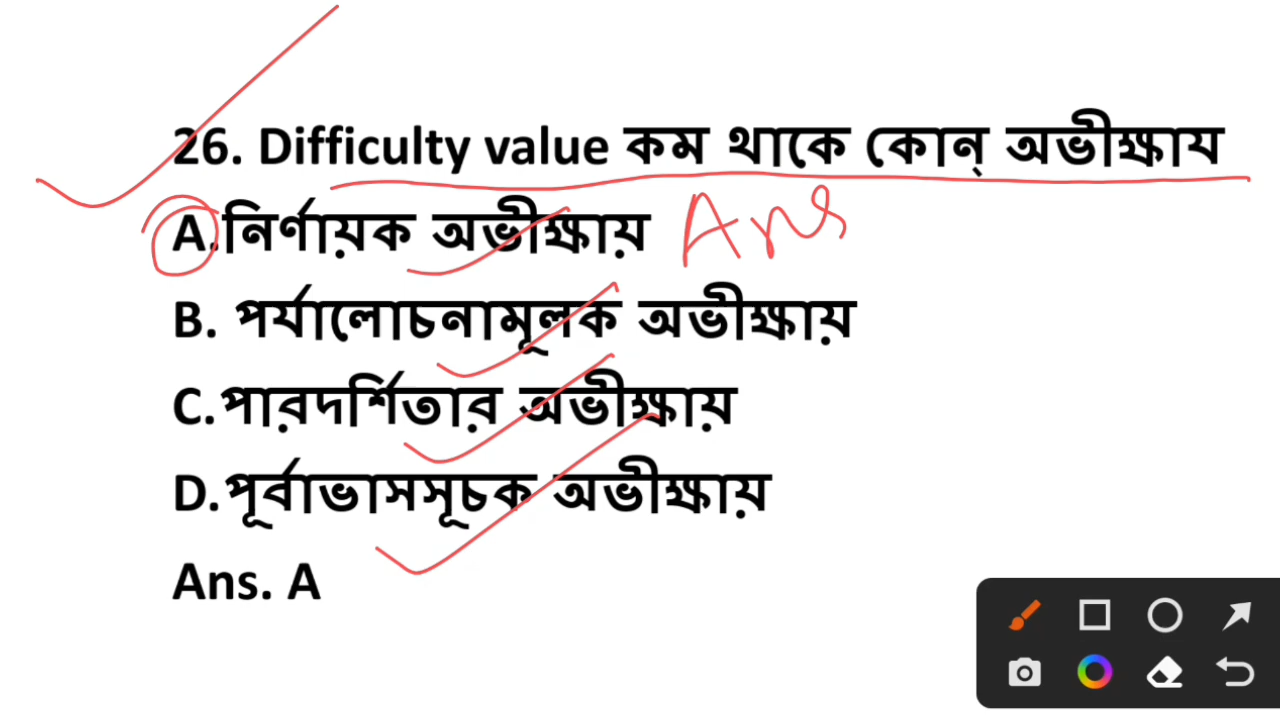 26. Difficulty value কম থাকে কোন্ অভীক্ষায
A.নির্ণায়ক অভীক্ষায় Ans
B. পর্যালোচনামূলক অভীক্ষায়
C.পারদর্শিতার অভীক্ষায়
D.পূর্বাভাসসূচক অভীক্ষায়
Ans. A